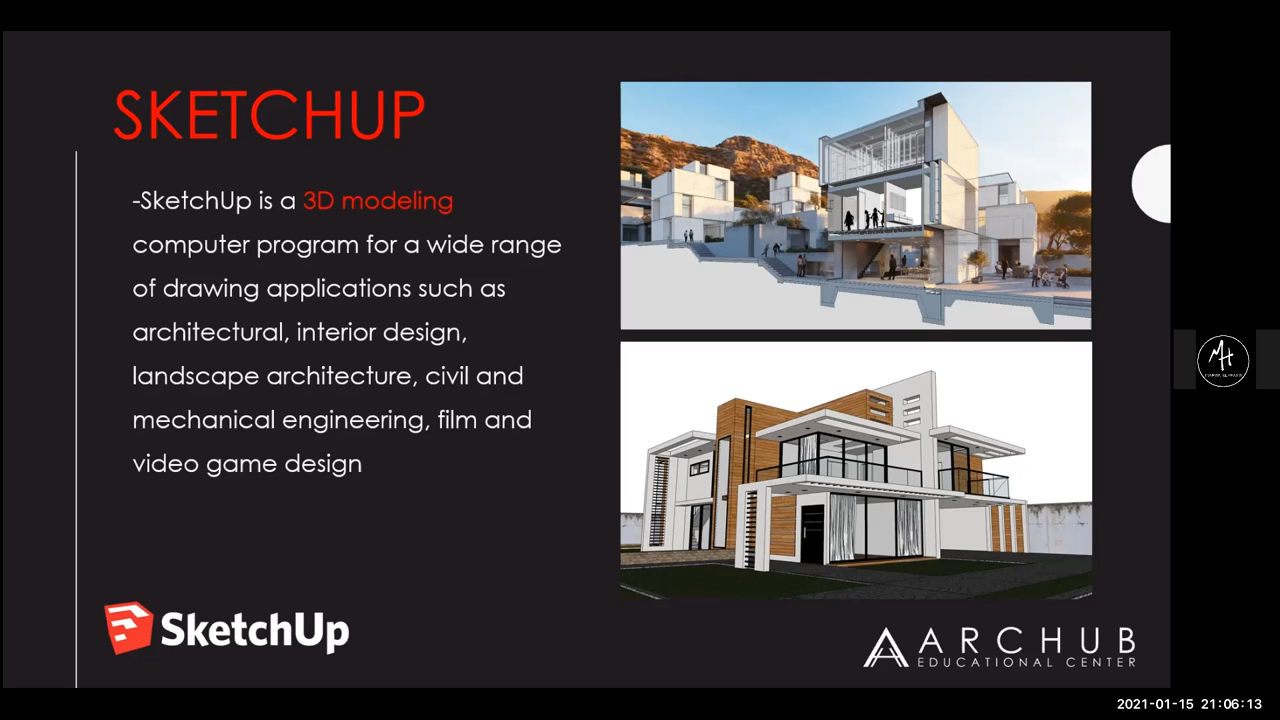 SKETCHUP
-SketchUp is a 3D modeling
computer program for a wide range
of drawing applications such as
architectural, interior design,
landscape architecture, civil and
mechanical engineering, film and
video game design
SketchUp
ARCHUB
EDUCATIONAL CENTER
MH
2021-01-15 21:06:13